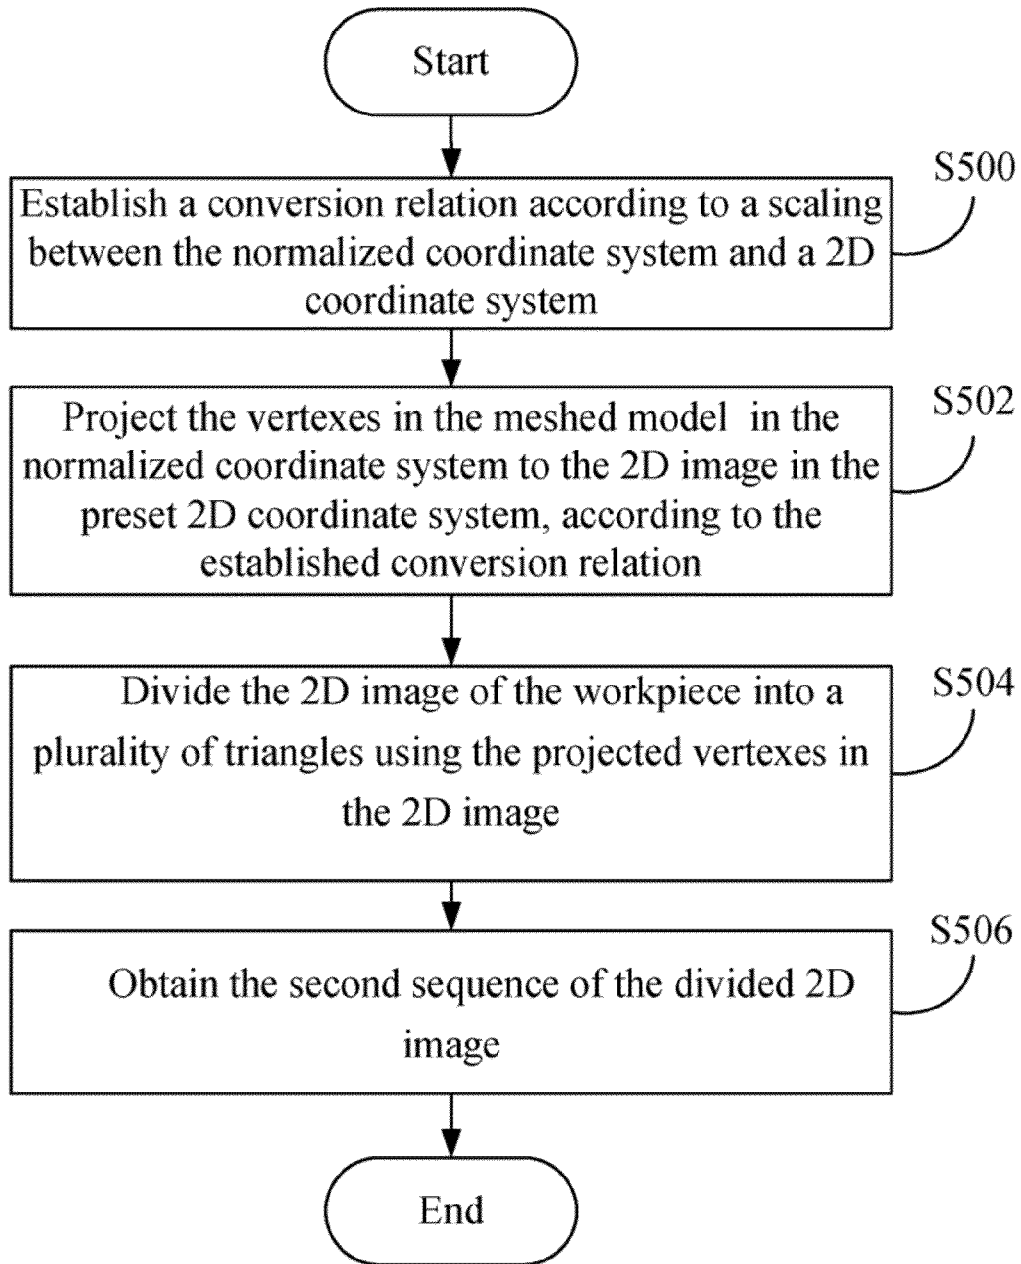 Start
S500
Establish a conversion relation according to a scaling
between the normalized coordinate system and a 2D
coordinate system
S502
Project the vertexes in the meshed model in the
normalized coordinate system to the 2D image in the
preset 2D coordinate system, according to the
established conversion relation
S504
Divide the 2D image of the workpiece into a
plurality of triangles using the projected vertexes in
the 2D image
S506
Obtain the second sequence of the divided 2D
image
End